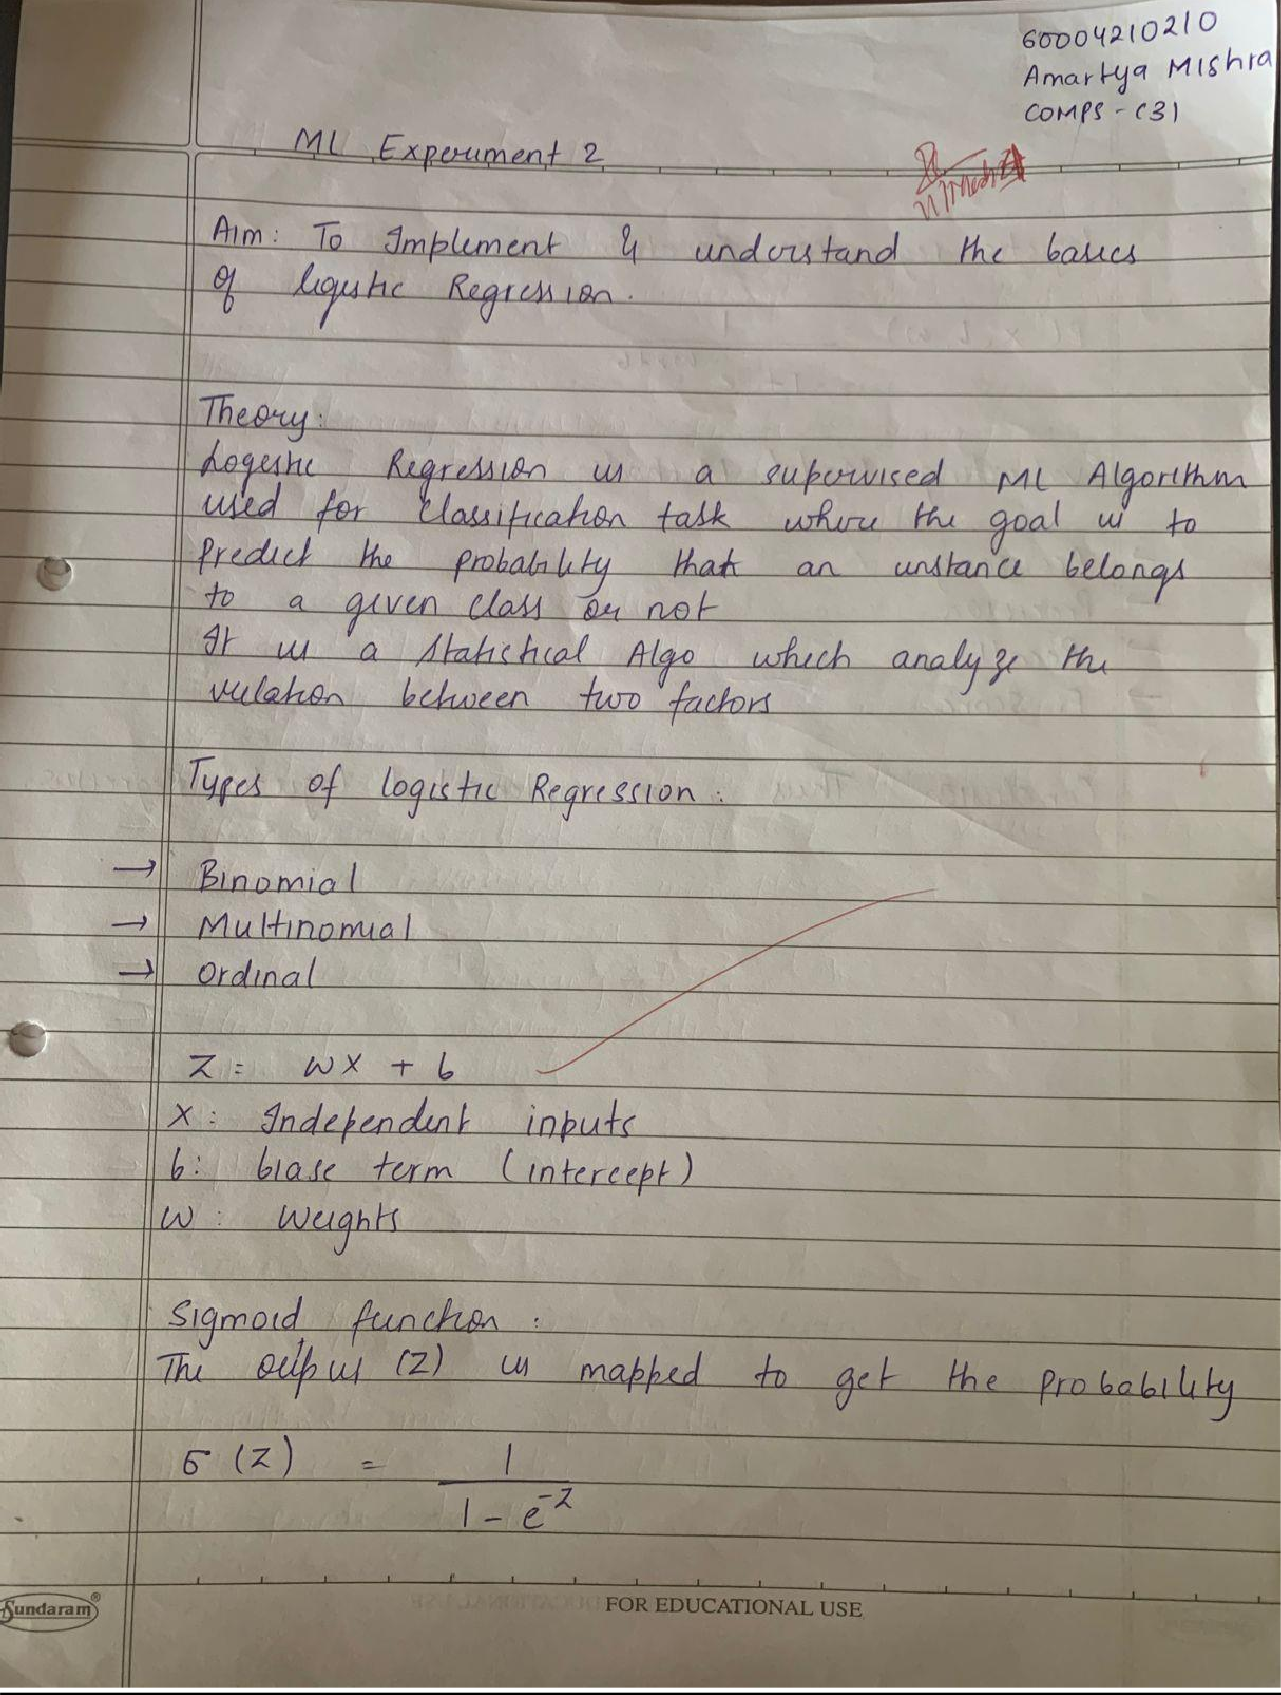 60004210210
Amartya Mishra
COMPS - (3)
ML Experiment 2
Aim: To Implement & understand the basics
of logistic Regression.
Theory:
Logistic Regression is a supervised ML Algorithm
used for classification task where the goal is to
predict the probability that an instance belongs
to a given class or not
It is a statistical Algo which analyze the
relation between two factors
Types of logistic Regression:
→ Binomial
→ Multinomial
→ Ordinal
Z = wx + b
x: Independent inputs
b: biase term (intercept)
w: Weights
Sigmoid function:
The (Z) is mapped to get the probability
σ(z) = 1 / 1 - e^-z
Sundaram®
FOR EDUCATIONAL USE